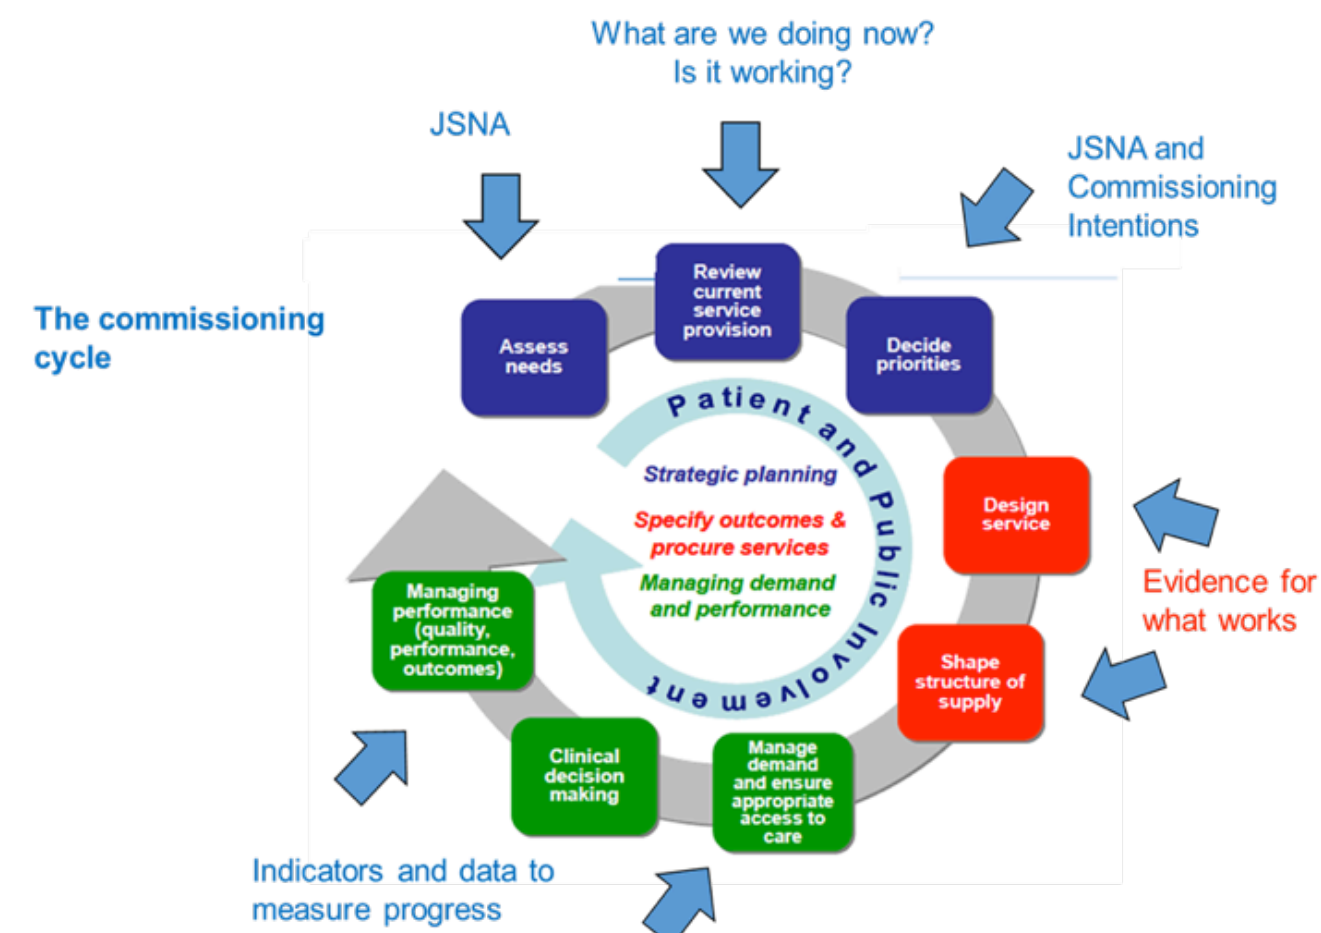 What are we doing now?
Is it working?
JSNA
JSNA and
Commissioning
Intentions
The commissioning
cycle
Assess
needs
Review
current
service
provision
Decide
priorities
Design
service
Evidence for
what works
Shape
structure of
supply
Manage
demand
and ensure
appropriate
access to
care
Clinical
decision
making
Managing
performance
(quality,
performance,
outcomes)
Indicators and data to
measure progress
Patient and Public Involvement
Strategic planning
Specify outcomes &
procure services
Managing demand
and performance